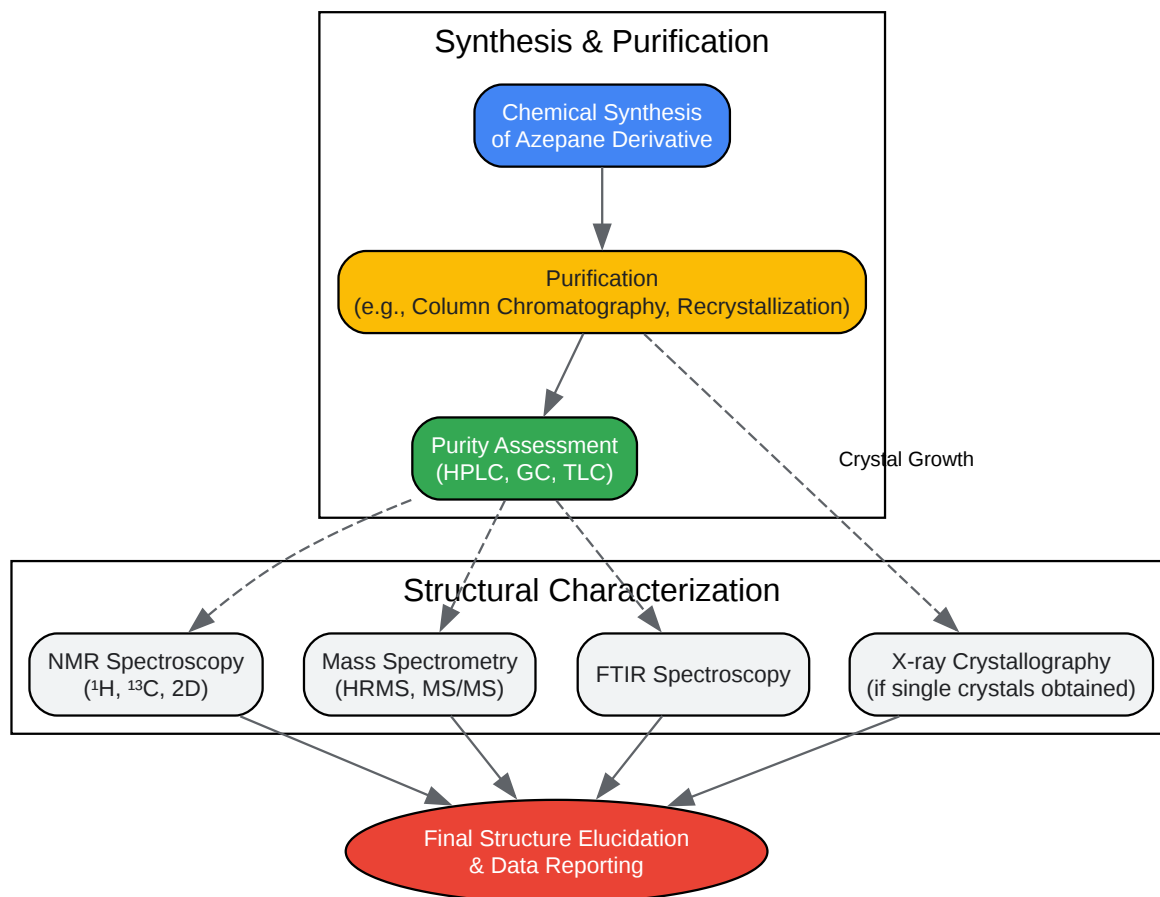 Synthesis & Purification
Chemical Synthesis
of Azepane Derivative
Purification
(e.g., Column Chromatography, Recrystallization)
Purity Assessment
(HPLC, GC, TLC)
Crystal Growth
Structural Characterization
NMR Spectroscopy
(¹H, ¹³C, 2D)
Mass Spectrometry
(HRMS, MS/MS)
FTIR Spectroscopy
X-ray Crystallography
(if single crystals obtained)
Final Structure Elucidation
& Data Reporting